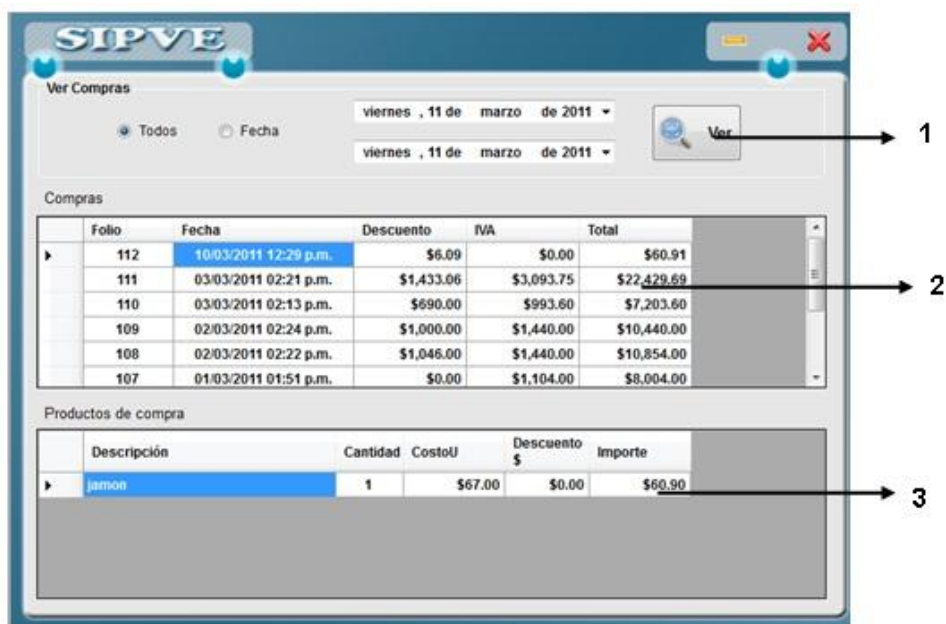 SIPVE
Ver Compras
Todos Fecha
viernes , 11 de marzo de 2011
viernes , 11 de marzo de 2011
Ver
1
Compras
Folio Fecha Descuento IVA Total
112 10/03/2011 12:29 p.m. $6.09 $0.00 $60.91
111 03/03/2011 02:21 p.m. $1,433.06 $3,093.75 $22,429.69
2
110 03/03/2011 02:13 p.m. $690.00 $993.60 $7,203.60
109 02/03/2011 02:24 p.m. $1,000.00 $1,440.00 $10,440.00
108 02/03/2011 02:22 p.m. $1,046.00 $1,440.00 $10,854.00
107 01/03/2011 01:51 p.m. $0.00 $1,104.00 $8,004.00
Productos de compra
Descripción Cantidad CostoU Descuento $ Importe
jamon 1 $67.00 $0.00 $60.90
3